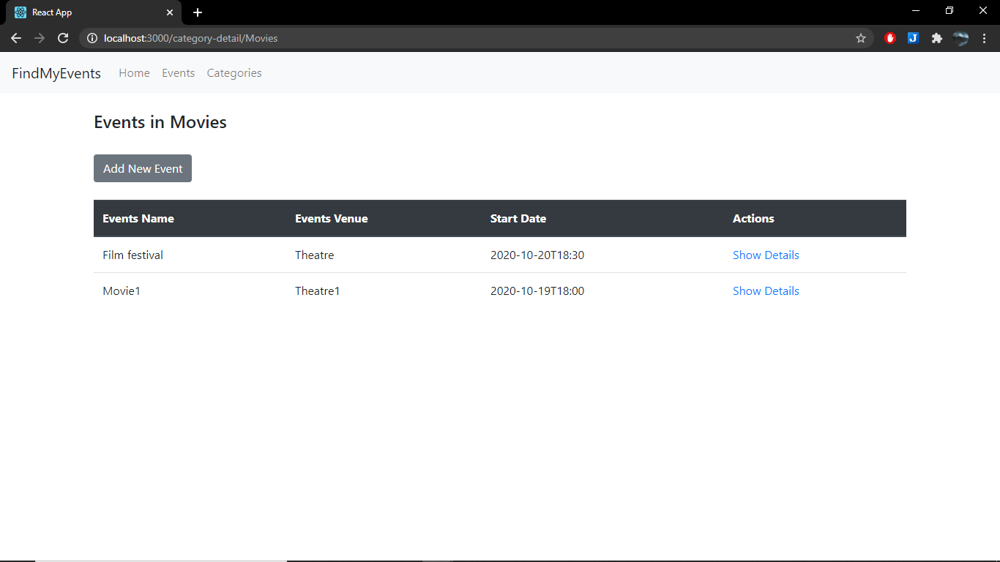 React App
localhost:3000/category-detail/Movies
FindMyEvents Home Events Categories
Events in Movies
Add New Event
Events Name Events Venue Start Date Actions
Film festival Theatre 2020-10-20T18:30 Show Details
Movie1 Theatre1 2020-10-19T18:00 Show Details